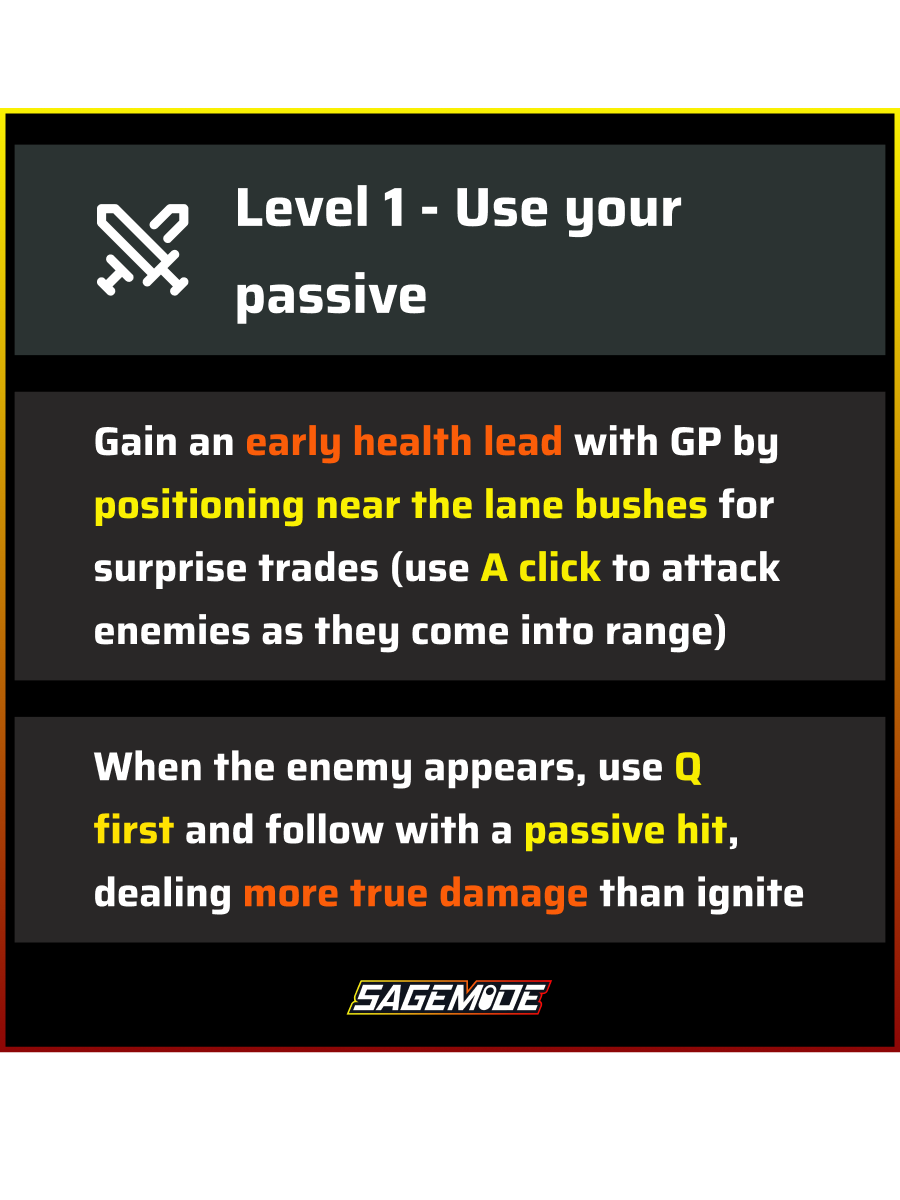 Level 1 - Use your
passive
Gain an early health lead with GP by
positioning near the lane bushes for
surprise trades (use A click to attack
enemies as they come into range)
When the enemy appears, use Q
first and follow with a passive hit,
dealing more true damage than ignite
SAGEMODE